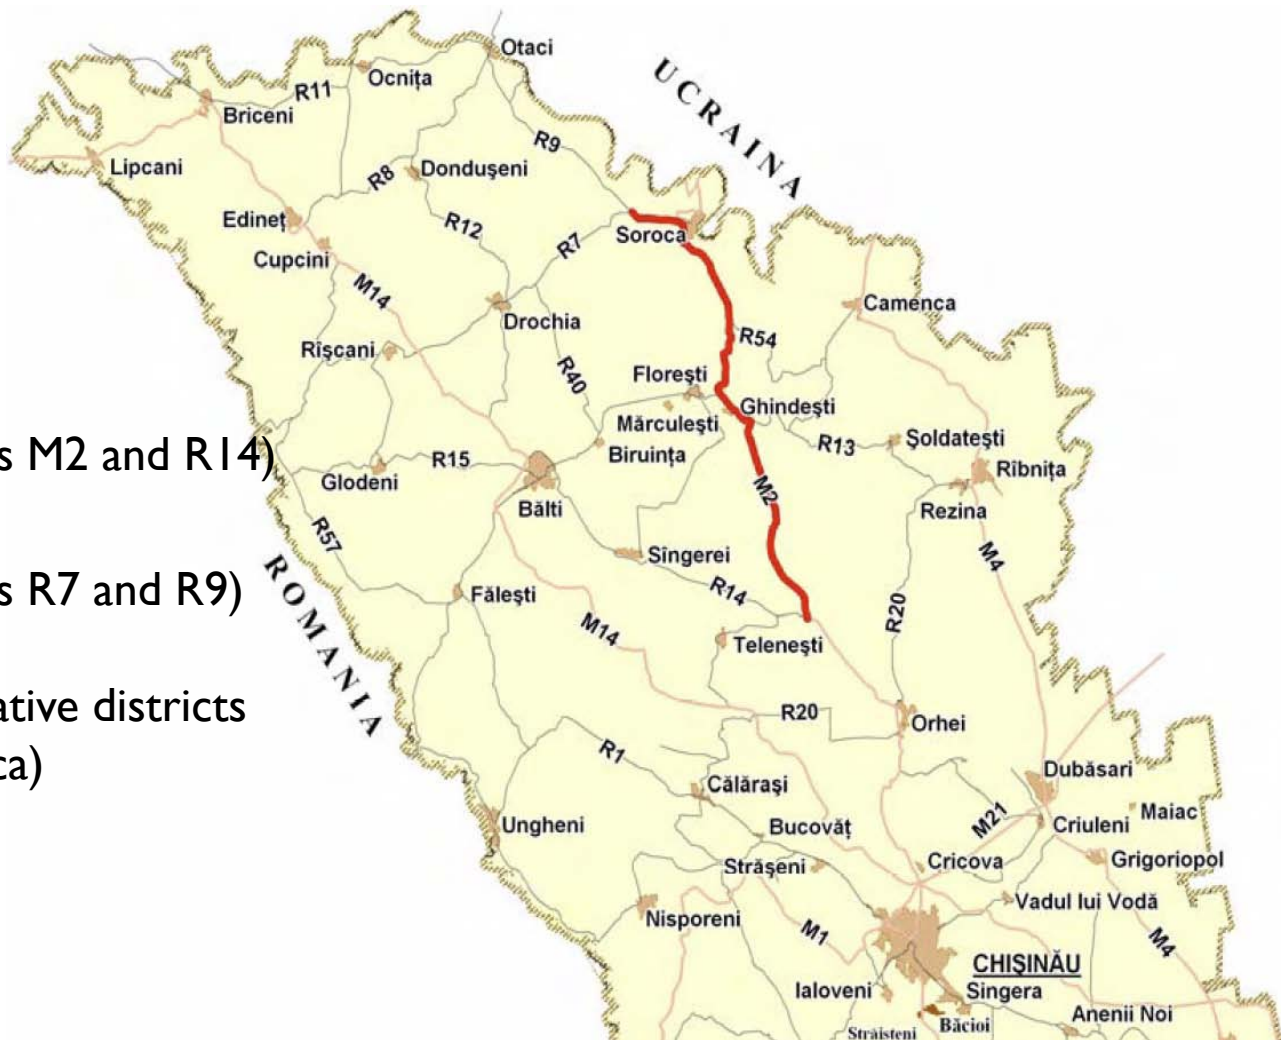 Otaci
Ocnița
R11
Briceni
UCRAINA
R9
Lipcani
R8
Dondușeni
Edineț
R12
R7
Soroca
Cupcini
M14
Camenca
Drochia
R54
Rîșcani
R40
Florești
Ghindești
Mărculești
R13
Șoldatești
s M2 and R14)
Biruința
R15
Rîbnița
Glodeni
M2
Bălti
Rezina
R57
Sîngerei
M4
ROMANIA
s R7 and R9)
Fălești
R14
R20
M14
Telenești
ative districts
R20
Orhei
ca)
R1
Dubăsari
Călărași
Maiac
Ungheni
Bucovăț
M21
Criuleni
Strășeni
Cricova
Grigoriopol
Vadul lui Vodă
Nisporeni
M1
M4
CHIȘINĂU
Ialoveni
Singera
Anenii Noi
Străisteni
Băcioi